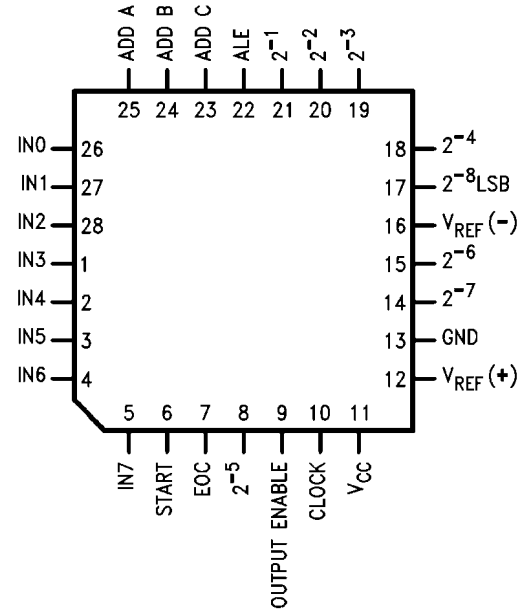 ADD A
ADD B
ADD C
ALE
2⁻¹
2⁻²
2⁻³
25 24 23 22 21 20 19
IN0 26 18 2⁻⁴
IN1 27 17 2⁻⁸LSB
IN2 28 16 V_REF(−)
IN3 1 15 2⁻⁶
IN4 2 14 2⁻⁷
IN5 3 13 GND
IN6 4 12 V_REF(+)
5 6 7 8 9 10 11
IN7
START
EOC
2⁻⁵
OUTPUT ENABLE
CLOCK
V_CC